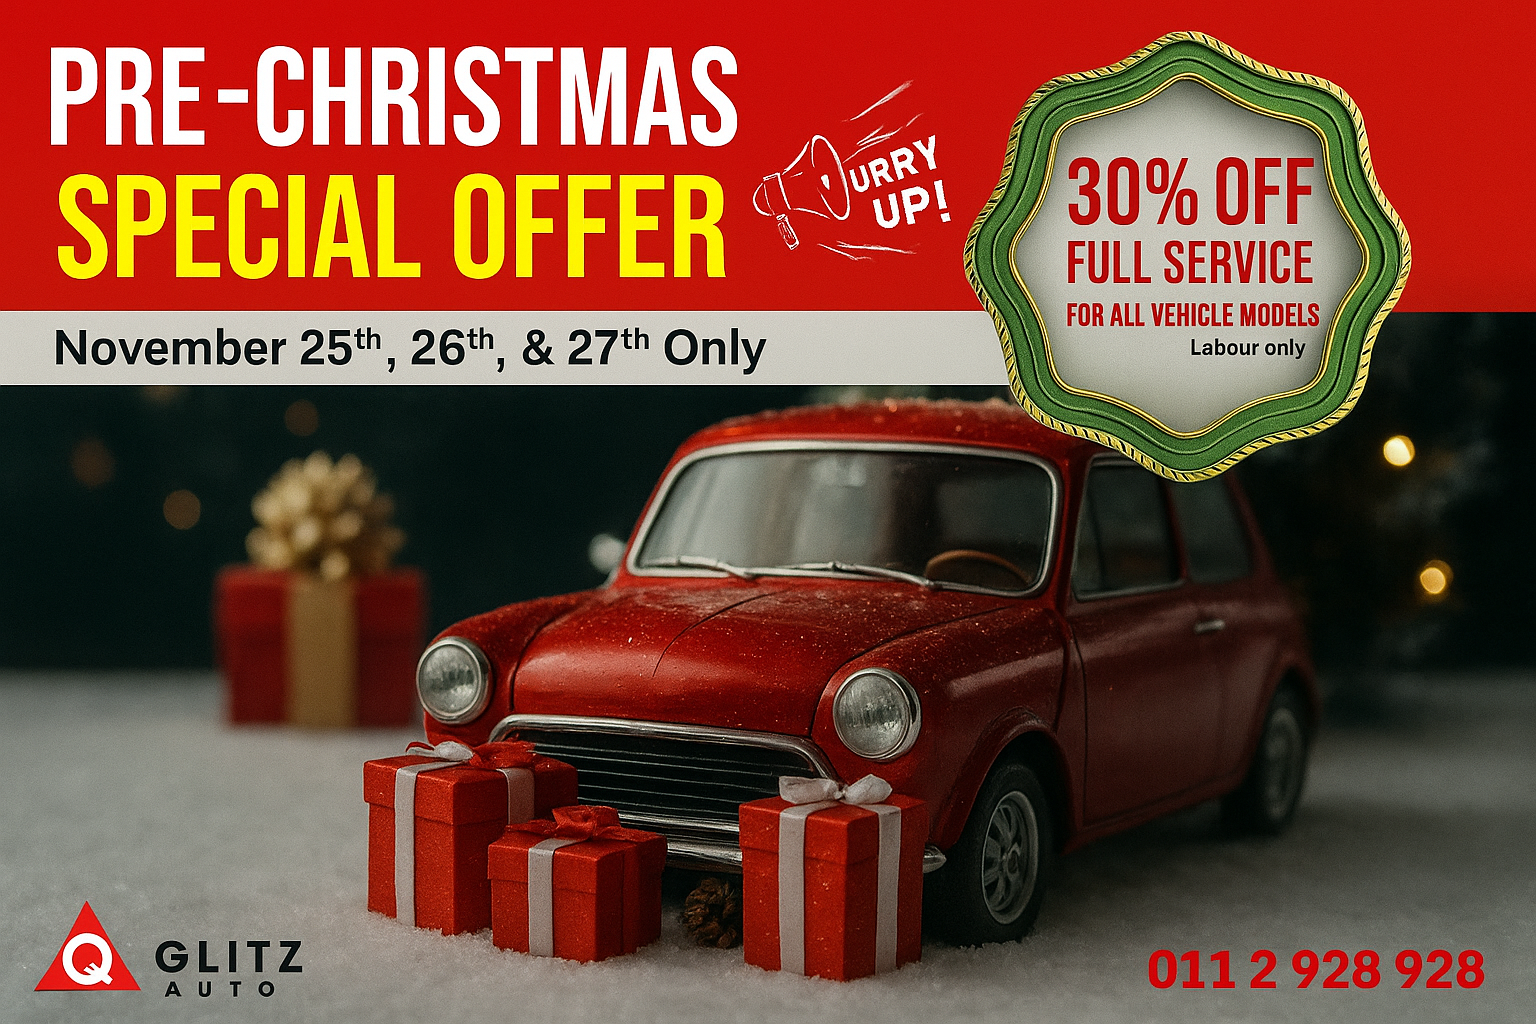 PRE-CHRISTMAS
SPECIAL OFFER
URRY
UP!
November 25th, 26th, & 27th Only
30% OFF
FULL SERVICE
FOR ALL VEHICLE MODELS
Labour only
Q GLITZ
AUTO
011 2 928 928